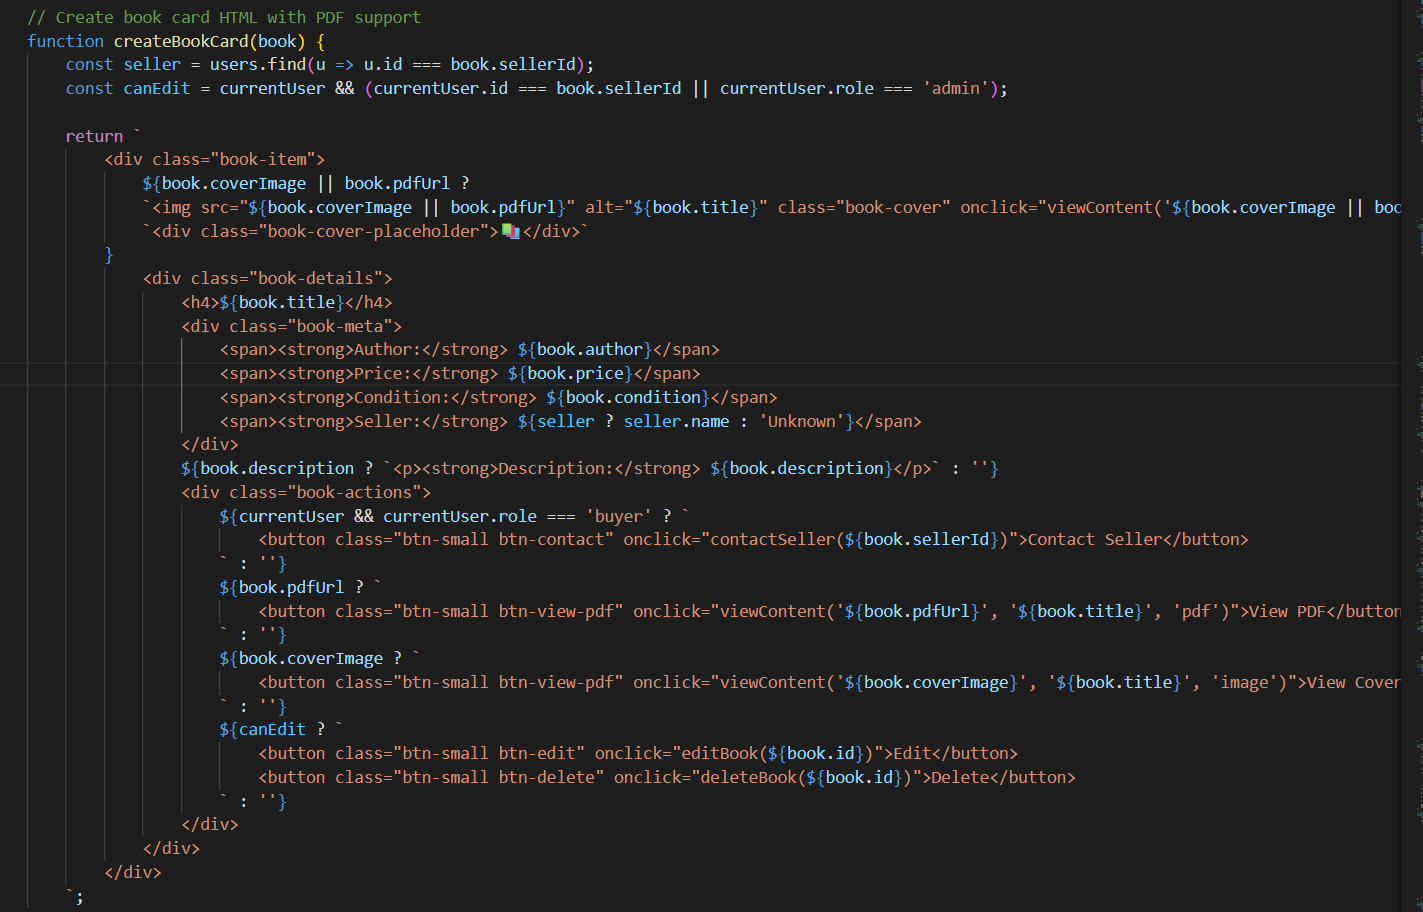 // Create book card HTML with PDF support
function createBookCard(book) {
const seller = users.find(u => u.id === book.sellerId);
const canEdit = currentUser && (currentUser.id === book.sellerId || currentUser.role === 'admin');
return `
<div class="book-item">
${book.coverImage || book.pdfUrl ?
`<img src="${book.coverImage || book.pdfUrl}" alt="${book.title}" class="book-cover" onclick="viewContent('${book.coverImage || boo
`<div class="book-cover-placeholder">📚</div>`
}
<div class="book-details">
<h4>${book.title}</h4>
<div class="book-meta">
<span><strong>Author:</strong> ${book.author}</span>
<span><strong>Price:</strong> ${book.price}</span>
<span><strong>Condition:</strong> ${book.condition}</span>
<span><strong>Seller:</strong> ${seller ? seller.name : 'Unknown'}</span>
</div>
${book.description ? `<p><strong>Description:</strong> ${book.description}</p>` : ''}
<div class="book-actions">
${currentUser && currentUser.role === 'buyer' ? `
<button class="btn-small btn-contact" onclick="contactSeller(${book.sellerId})">Contact Seller</button>
` : ''}
${book.pdfUrl ? `
<button class="btn-small btn-view-pdf" onclick="viewContent('${book.pdfUrl}', '${book.title}', 'pdf')">View PDF</button
` : ''}
${book.coverImage ? `
<button class="btn-small btn-view-pdf" onclick="viewContent('${book.coverImage}', '${book.title}', 'image')">View Cover
` : ''}
${canEdit ? `
<button class="btn-small btn-edit" onclick="editBook(${book.id})">Edit</button>
<button class="btn-small btn-delete" onclick="deleteBook(${book.id})">Delete</button>
` : ''}
</div>
</div>
</div>
`;